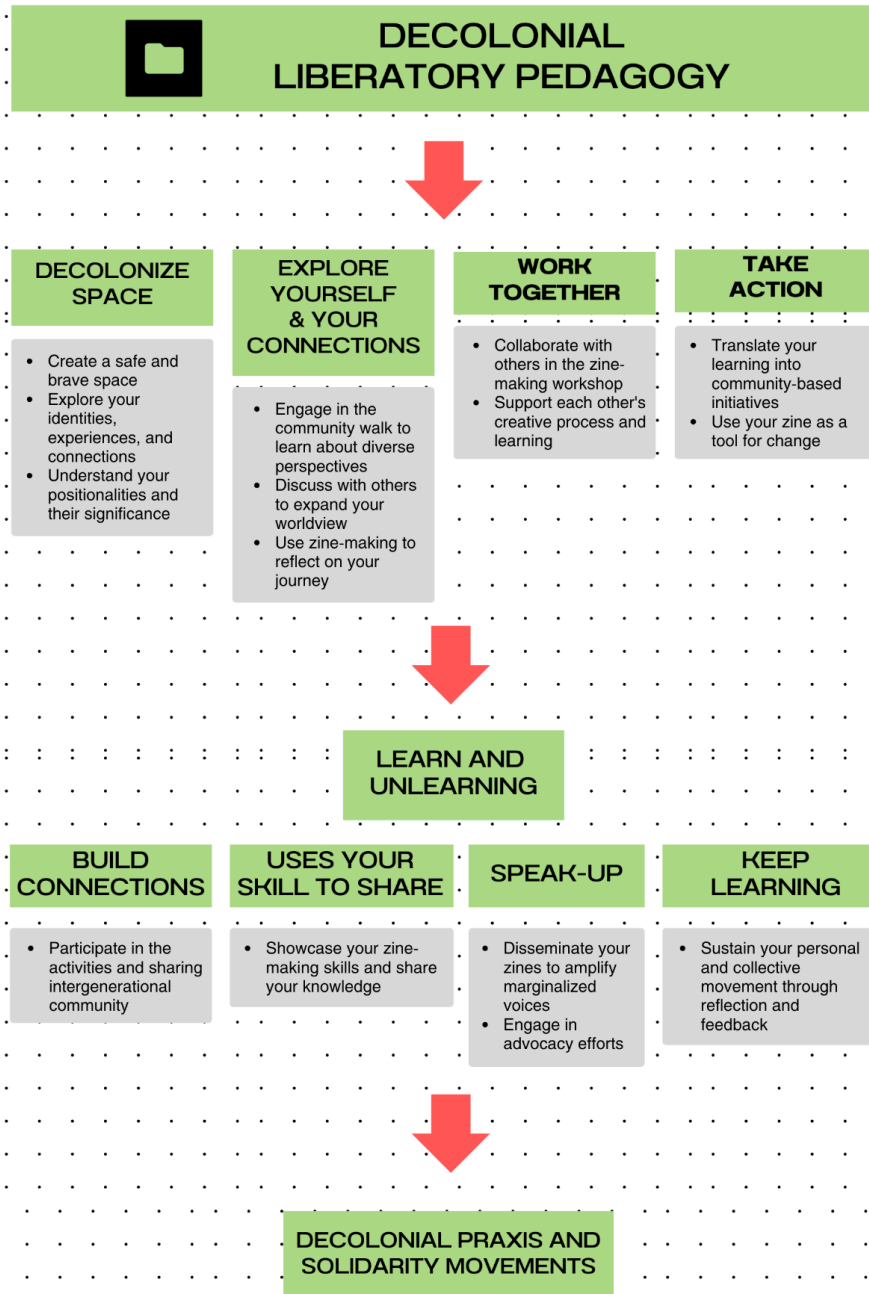 DECOLONIAL
LIBERATORY PEDAGOGY
DECOLONIZE
SPACE
• Create a safe and
brave space
• Explore your
identities,
experiences, and
connections
• Understand your
positionalities and
their significance
EXPLORE
YOURSELF
& YOUR
CONNECTIONS
• Engage in the
community walk to
learn about diverse
perspectives
• Discuss with others
to expand your
worldview
• Use zine-making to
reflect on your
journey
WORK
TOGETHER
• Collaborate with
others in the zine-
making workshop
• Support each other's
creative process and
learning
TAKE
ACTION
• Translate your
learning into
community-based
initiatives
• Use your zine as a
tool for change
LEARN AND
UNLEARNING
BUILD
CONNECTIONS
• Participate in the
activities and sharing
intergenerational
community
USES YOUR
SKILL TO SHARE
• Showcase your zine-
making skills and share
your knowledge
SPEAK-UP
• Disseminate your
zines to amplify
marginalized
voices
• Engage in
advocacy efforts
KEEP
LEARNING
• Sustain your personal
and collective
movement through
reflection and
feedback
DECOLONIAL PRAXIS AND
SOLIDARITY MOVEMENTS